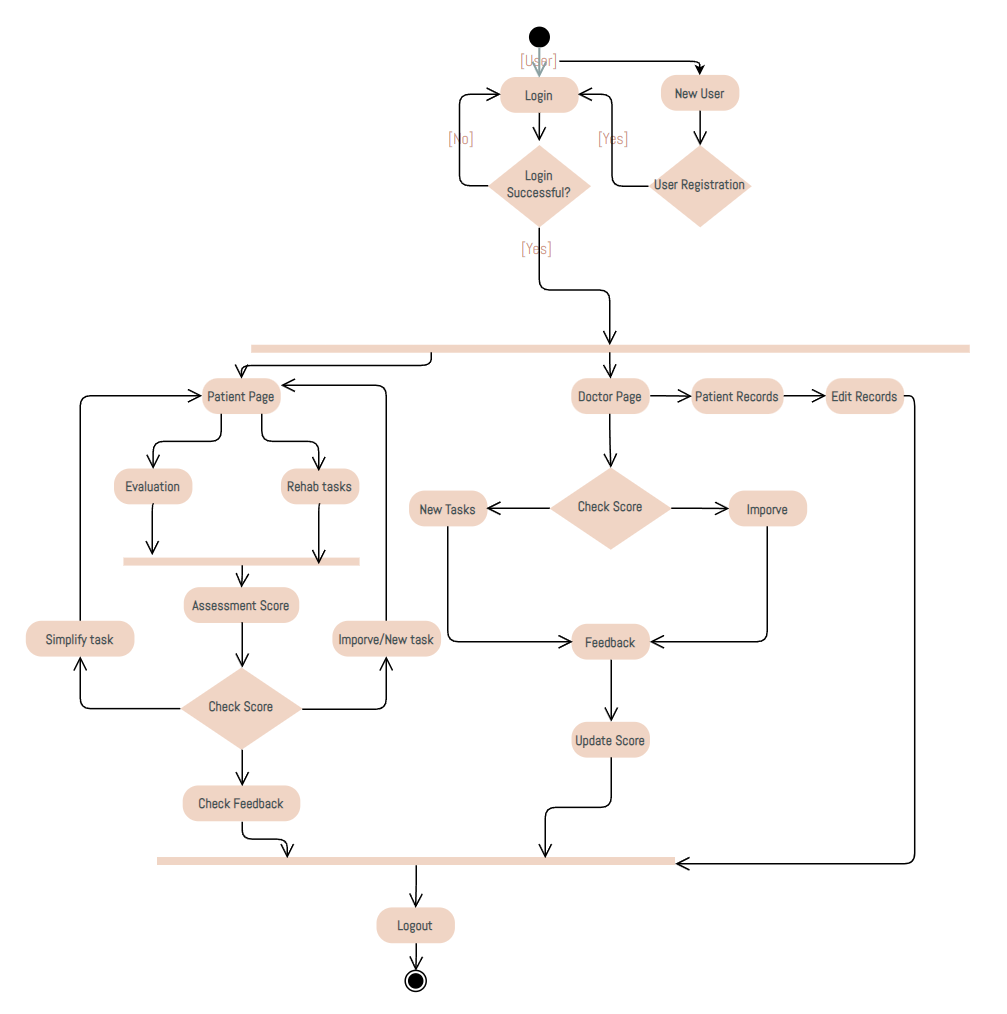 [User]
Login
New User
[No]
[Yes]
Login
Successful?
User Registration
[Yes]
Patient Page
Doctor Page
Patient Records
Edit Records
Evaluation
Rehab tasks
New Tasks
Check Score
Imporve
Assessment Score
Simplify task
Imporve/New task
Feedback
Check Score
Update Score
Check Feedback
Logout